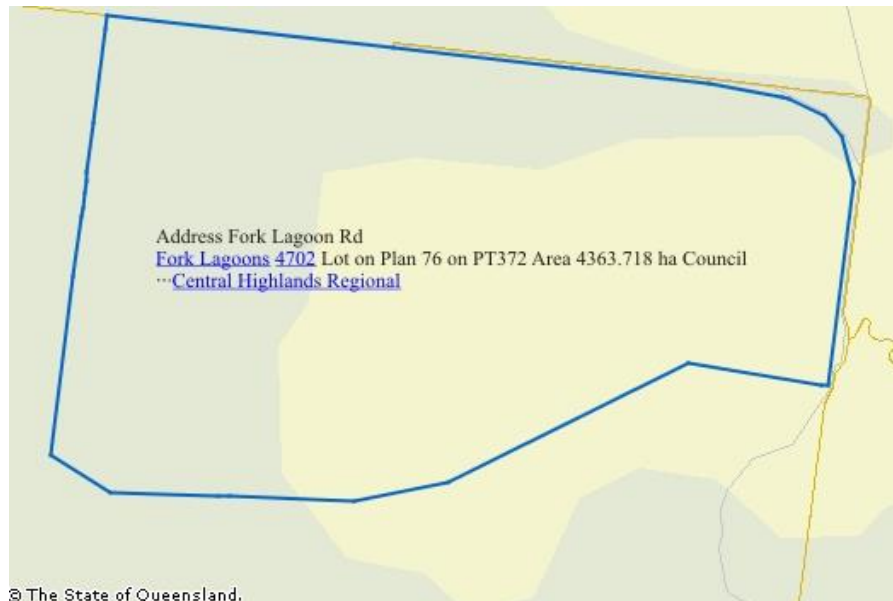 Address Fork Lagoon Rd
Fork Lagoons 4702 Lot on Plan 76 on PT372 Area 4363.718 ha Council
···Central Highlands Regional
© The State of Queensland.